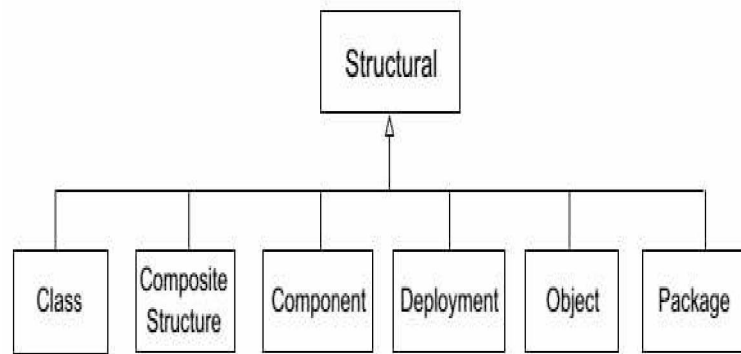 Structural
Class
Composite
Structure
Component
Deployment
Object
Package